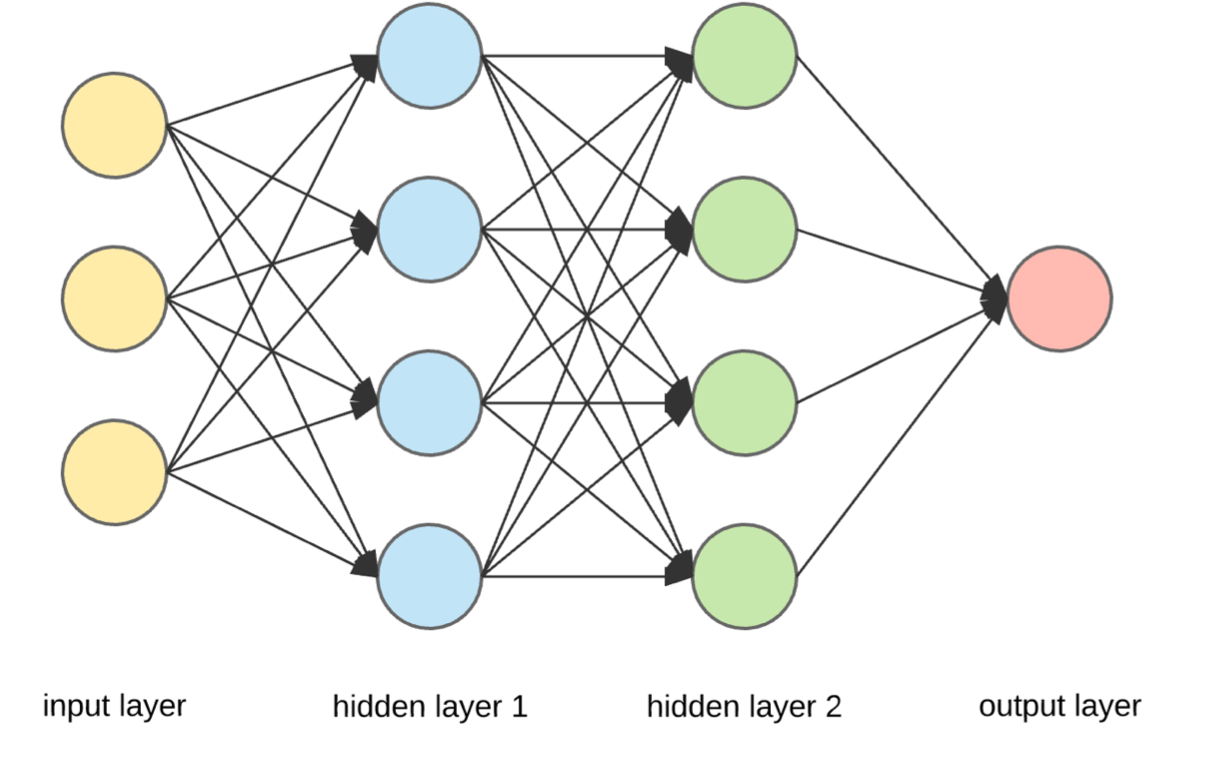 input layer
hidden layer 1
hidden layer 2
output layer